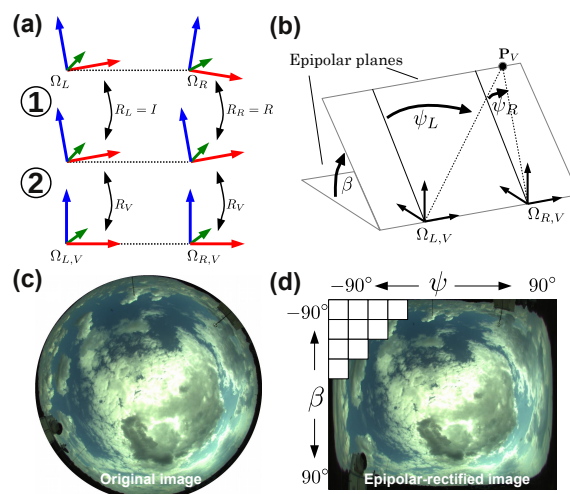 (a)
Ω_L
Ω_R
1
R_L = I
R_R = R
2
R_V
R_V
Ω_{L,V}
Ω_{R,V}
(b)
Epipolar planes
P_V
ψ_L
ψ_R
β
Ω_{L,V}
Ω_{R,V}
(c)
Original image
(d)
−90° ψ 90°
−90°
β
90°
Epipolar-rectified image